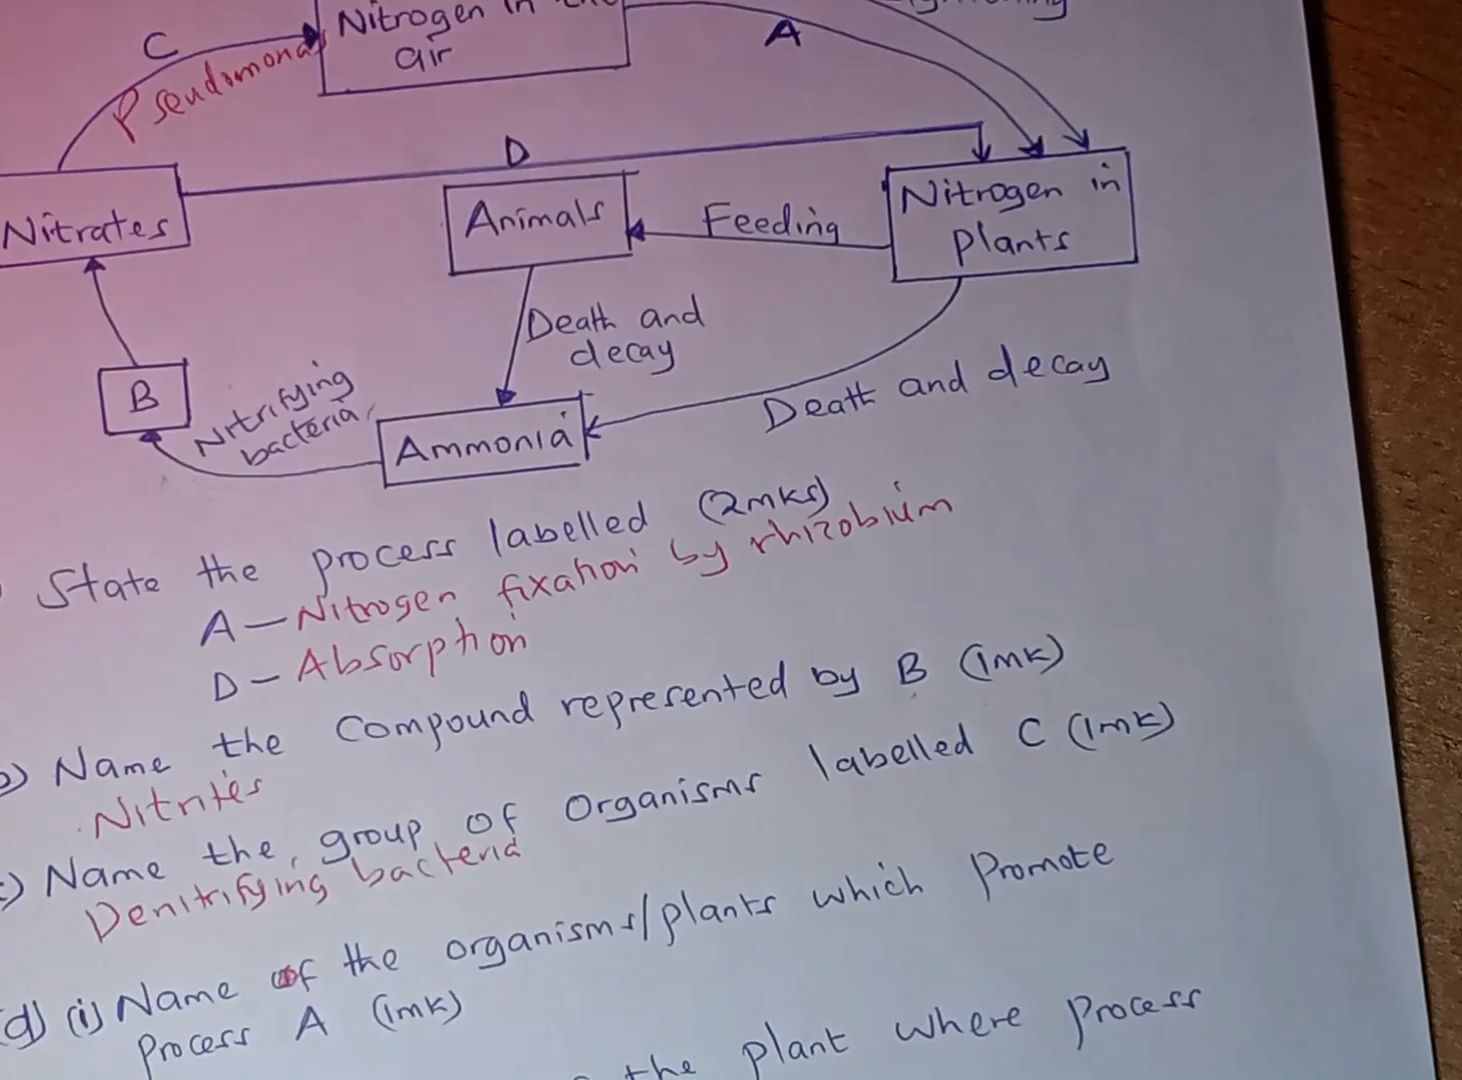 Nitrogen in the
air
C
Pseudomonas
A
D
Nitrates
Animals
Feeding
Nitrogen in
plants
Death and
decay
Death and decay
B
Nitrifying
bacteria
Ammonia
State the process labelled (2mks)
A - Nitrogen fixation by rhizobium
D - Absorption
b) Name the compound represented by B (1mk)
Nitrites
c) Name the group of organisms labelled C (1mk)
Denitrifying bacteria
(d) (i) Name of the organisms/plants which promote
process A (1mk)
the plant where process